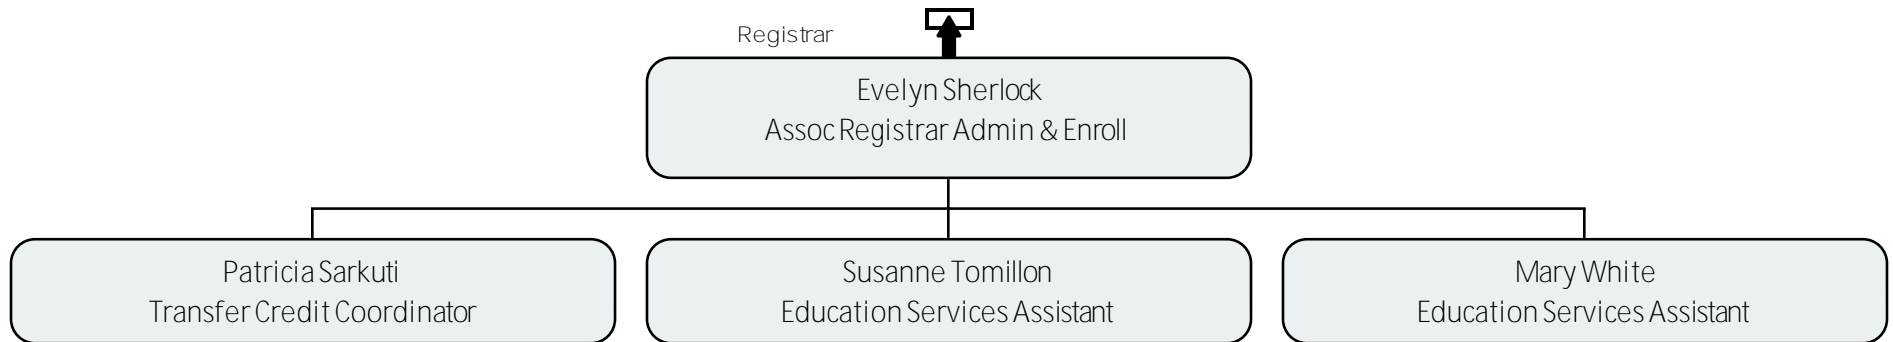 Registrar
Evelyn Sherlock
Assoc Registrar Admin & Enroll
Patricia Sarkuti
Transfer Credit Coordinator
Susanne Tomillon
Education Services Assistant
Mary White
Education Services Assistant